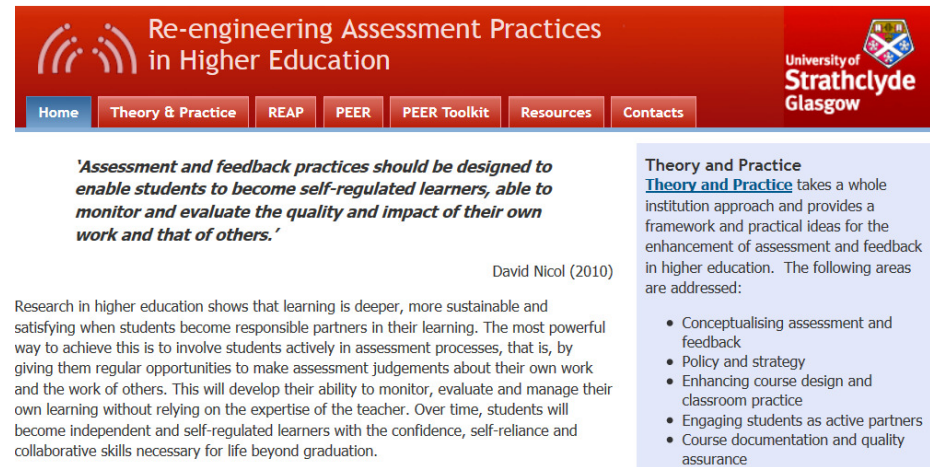 Re-engineering Assessment Practices
in Higher Education
University of
Strathclyde
Glasgow
Home
Theory & Practice
REAP
PEER
PEER Toolkit
Resources
Contacts
‘Assessment and feedback practices should be designed to
enable students to become self-regulated learners, able to
monitor and evaluate the quality and impact of their own
work and that of others.’
David Nicol (2010)
Research in higher education shows that learning is deeper, more sustainable and
satisfying when students become responsible partners in their learning. The most powerful
way to achieve this is to involve students actively in assessment processes, that is, by
giving them regular opportunities to make assessment judgements about their own work
and the work of others. This will develop their ability to monitor, evaluate and manage their
own learning without relying on the expertise of the teacher. Over time, students will
become independent and self-regulated learners with the confidence, self-reliance and
collaborative skills necessary for life beyond graduation.
Theory and Practice
Theory and Practice takes a whole
institution approach and provides a
framework and practical ideas for the
enhancement of assessment and feedback
in higher education. The following areas
are addressed:
• Conceptualising assessment and
feedback
• Policy and strategy
• Enhancing course design and
classroom practice
• Engaging students as active partners
• Course documentation and quality
assurance